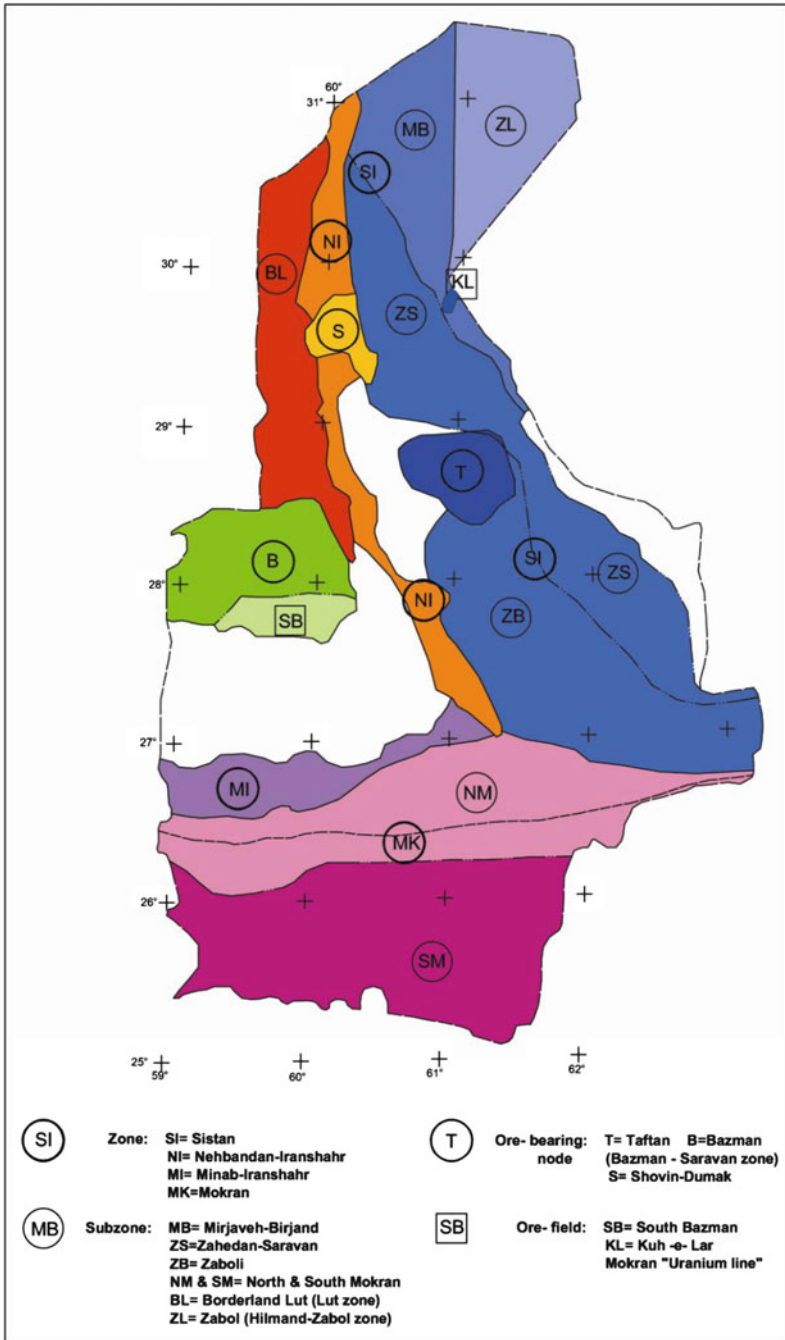 60°
31°
MB
ZL
SI
NI
30°
BL
KL
ZS
S
29°
T
B
SI
ZS
28°
NI
SB
ZB
27°
MI
NM
MK
26°
SM
25°
59°
60°
61°
62°
SI
Zone: SI= Sistan
NI= Nehbandan-Iranshahr
MI= Minab-Iranshahr
MK=Mokran
MB
Subzone: MB= Mirjaveh-Birjand
ZS=Zahedan-Saravan
ZB= Zaboli
NM & SM= North & South Mokran
BL= Borderland Lut (Lut zone)
ZL= Zabol (Hilmand-Zabol zone)
T
Ore- bearing: T= Taftan B=Bazman
node (Bazman - Saravan zone)
S= Shovin-Dumak
SB
Ore- field: SB= South Bazman
KL= Kuh -e- Lar
Mokran "Uranium line"